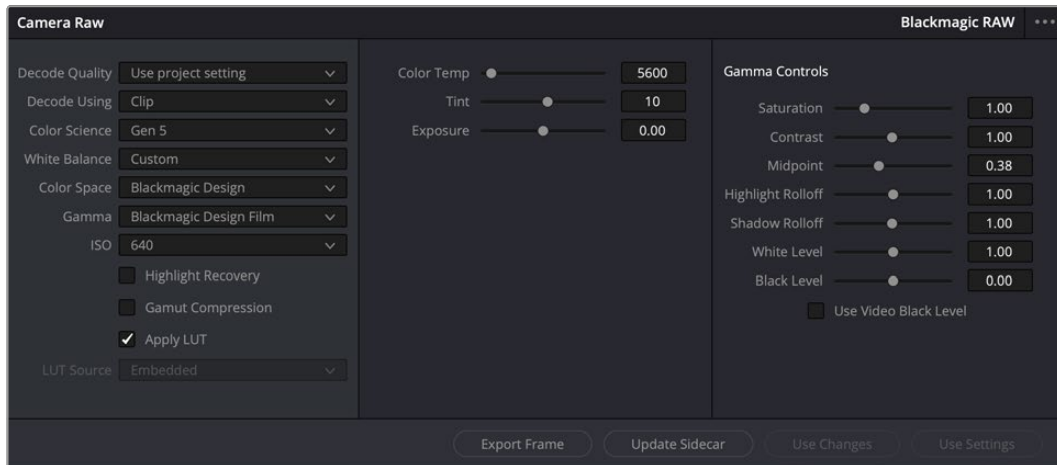 Camera Raw
Blackmagic RAW
Decode Quality Use project setting
Decode Using Clip
Color Science Gen 5
White Balance Custom
Color Space Blackmagic Design
Gamma Blackmagic Design Film
ISO 640
Highlight Recovery
Gamut Compression
Apply LUT
LUT Source Embedded
Color Temp 5600
Tint 10
Exposure 0.00
Gamma Controls
Saturation 1.00
Contrast 1.00
Midpoint 0.38
Highlight Rolloff 1.00
Shadow Rolloff 1.00
White Level 1.00
Black Level 0.00
Use Video Black Level
Export Frame Update Sidecar Use Changes Use Settings